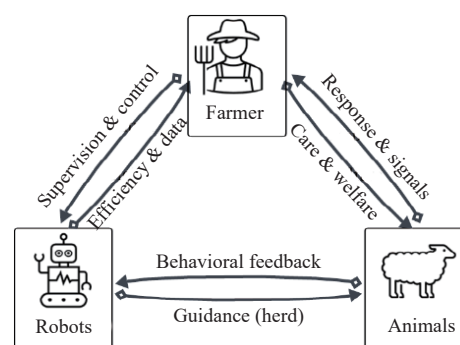 Farmer
Supervision & control
Efficiency & data
Response & signals
Care & welfare
Behavioral feedback
Guidance (herd)
Robots
Animals